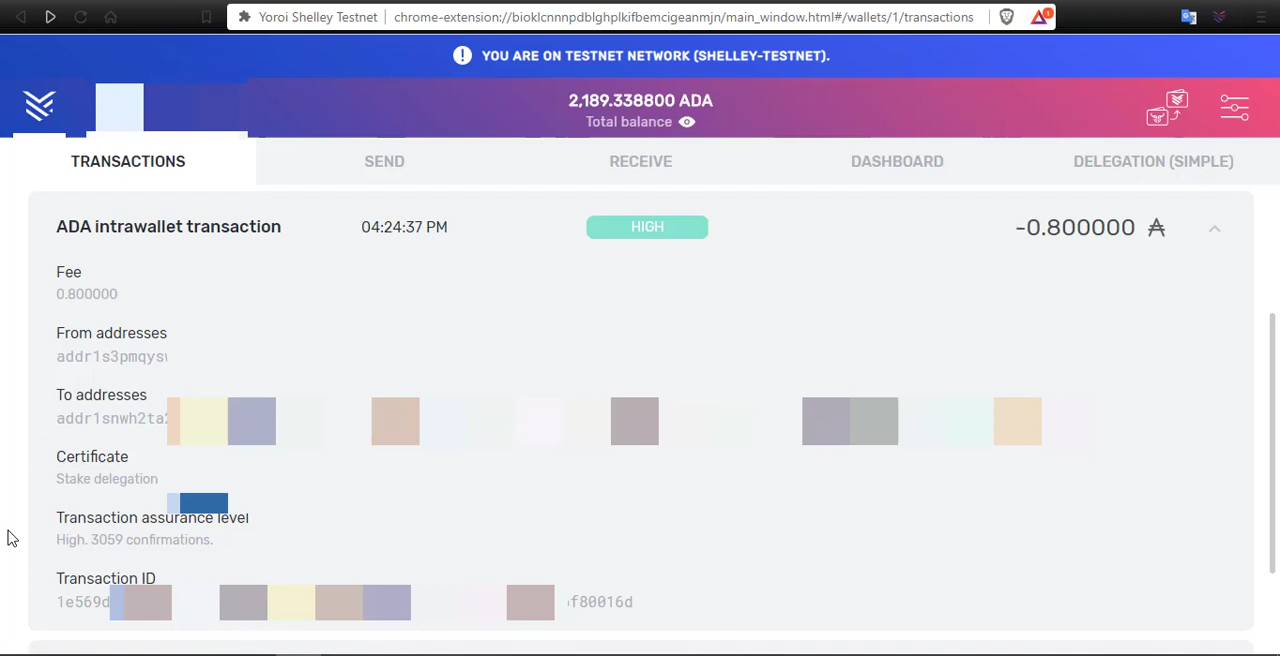 Yoroi Shelley Testnet chrome-extension://bioklcnnnpdblghplkifbemcigeanmjn/main_window.html#/wallets/1/transactions 1
! YOU ARE ON TESTNET NETWORK (SHELLEY-TESTNET).
2,189.338800 ADA
Total balance
TRANSACTIONS SEND RECEIVE DASHBOARD DELEGATION (SIMPLE)
ADA intrawallet transaction 04:24:37 PM HIGH -0.800000 ₳
Fee
0.800000
From addresses
addr1s3pmqys
To addresses
addr1snwh2ta
Certificate
Stake delegation
Transaction assurance level
High. 3059 confirmations.
Transaction ID
1e569d f80016d